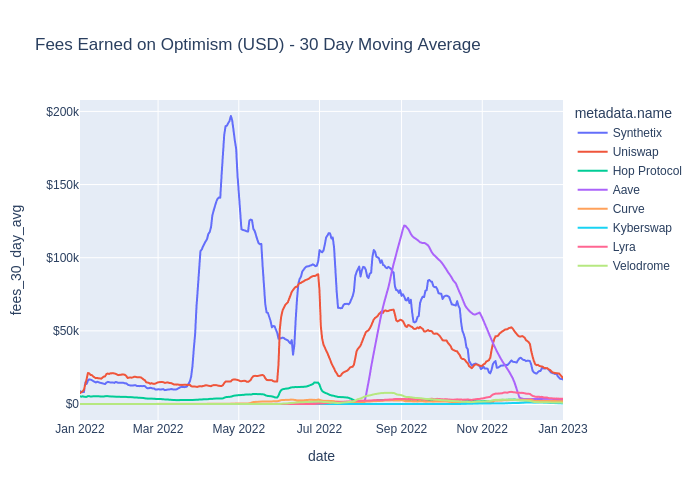 Fees Earned on Optimism (USD) - 30 Day Moving Average
metadata.name
Synthetix
Uniswap
Hop Protocol
Aave
Curve
Kyberswap
Lyra
Velodrome
$200k
$150k
$100k
$50k
$0
fees_30_day_avg
Jan 2022
Mar 2022
May 2022
Jul 2022
Sep 2022
Nov 2022
Jan 2023
date